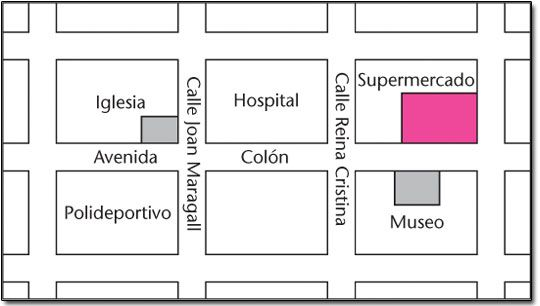 Supermercado
Iglesia
Hospital
Calle Joan Maragall
Calle Reina Cristina
Avenida Colón
Polideportivo
Museo